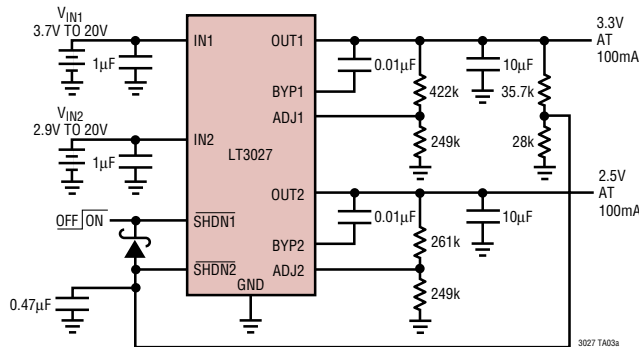 VIN1
3.7V TO 20V
1µF
IN1
OUT1
0.01µF
BYP1
422k
10µF
35.7k
3.3V
AT
100mA
ADJ1
249k
28k
VIN2
2.9V TO 20V
1µF
IN2
LT3027
OUT2
2.5V
AT
100mA
0.01µF
10µF
OFF ON
SHDN1
BYP2
261k
SHDN2
ADJ2
GND
249k
0.47µF
3027 TA03a